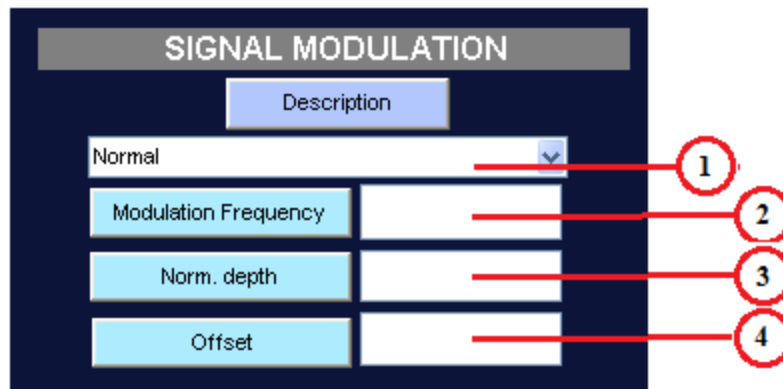 SIGNAL MODULATION
Description
Normal
1
Modulation Frequency
2
Norm. depth
3
Offset
4